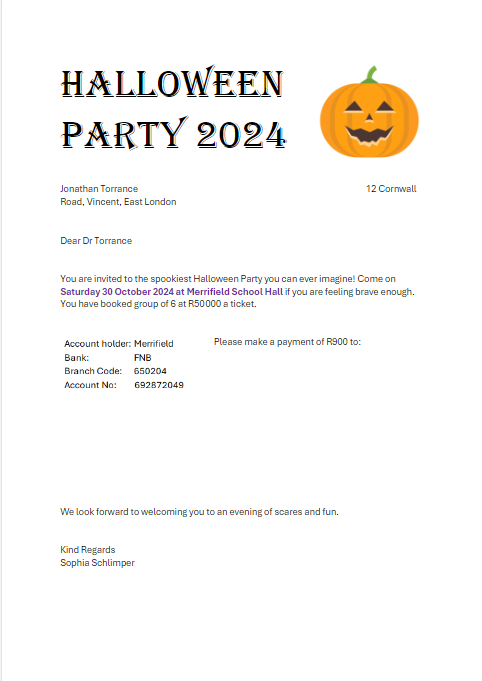 HALLOWEEN
PARTY 2024
Jonathan Torrance 12 Cornwall
Road, Vincent, East London
Dear Dr Torrance
You are invited to the spookiest Halloween Party you can ever imagine! Come on
Saturday 30 October 2024 at Merrifield School Hall if you are feeling brave enough.
You have booked group of 6 at R50000 a ticket.
Please make a payment of R900 to:
Account holder: Merrifield
Bank: FNB
Branch Code: 650204
Account No: 692872049
We look forward to welcoming you to an evening of scares and fun.
Kind Regards
Sophia Schlimper